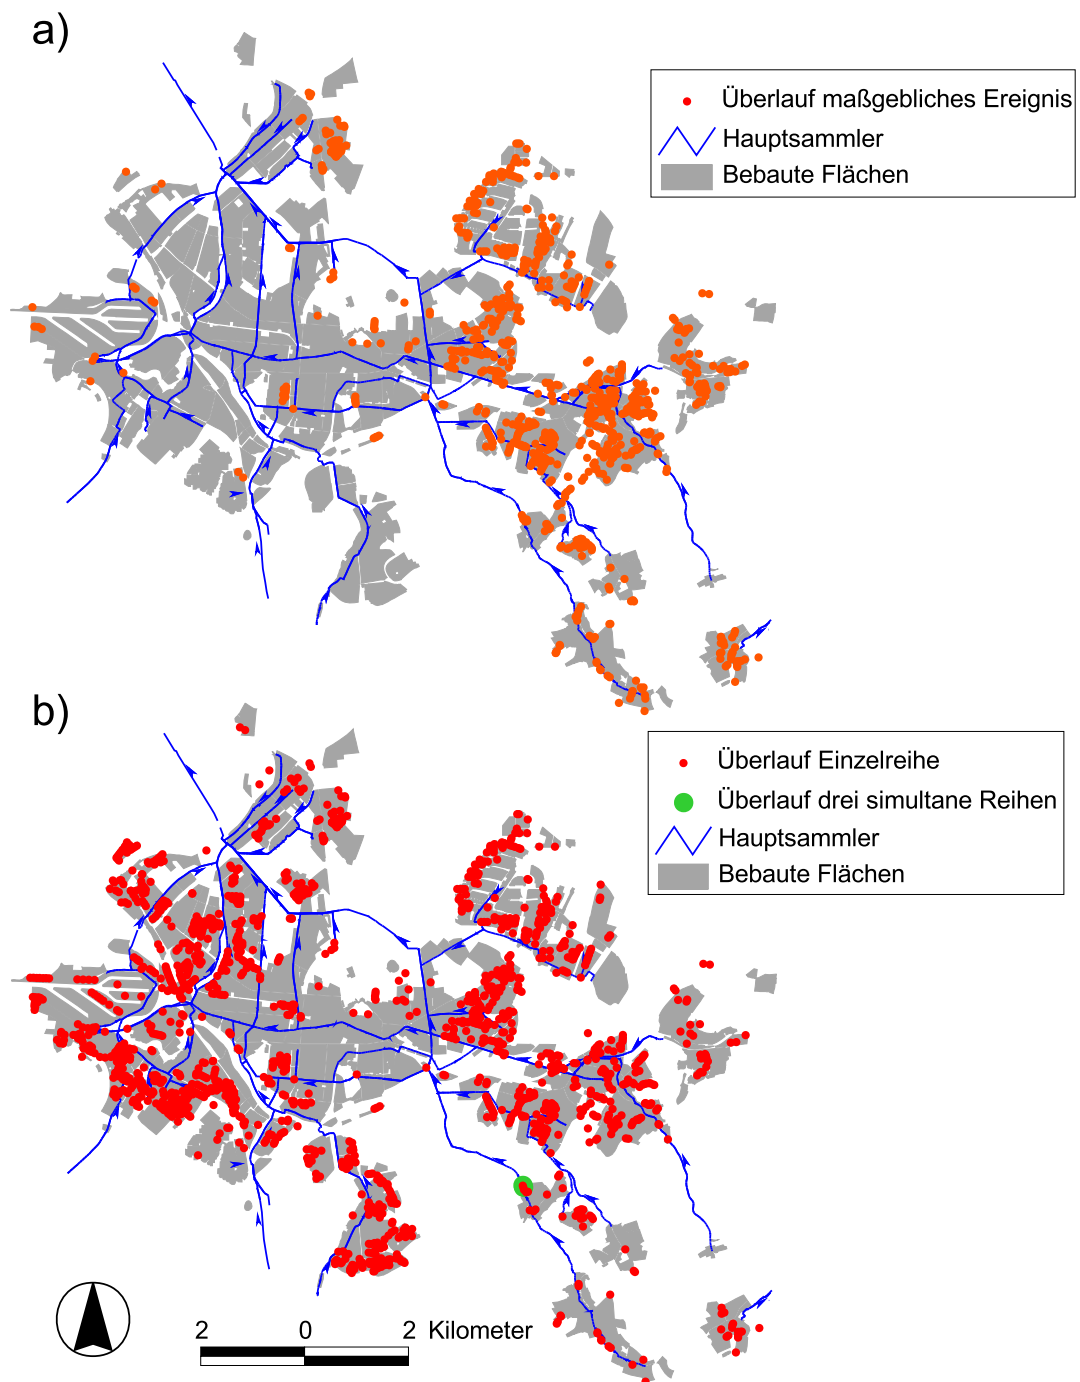 a)
Überlauf maßgebliches Ereignis
Hauptsammler
Bebaute Flächen
b)
Überlauf Einzelreihe
Überlauf drei simultane Reihen
Hauptsammler
Bebaute Flächen
2 0 2 Kilometer